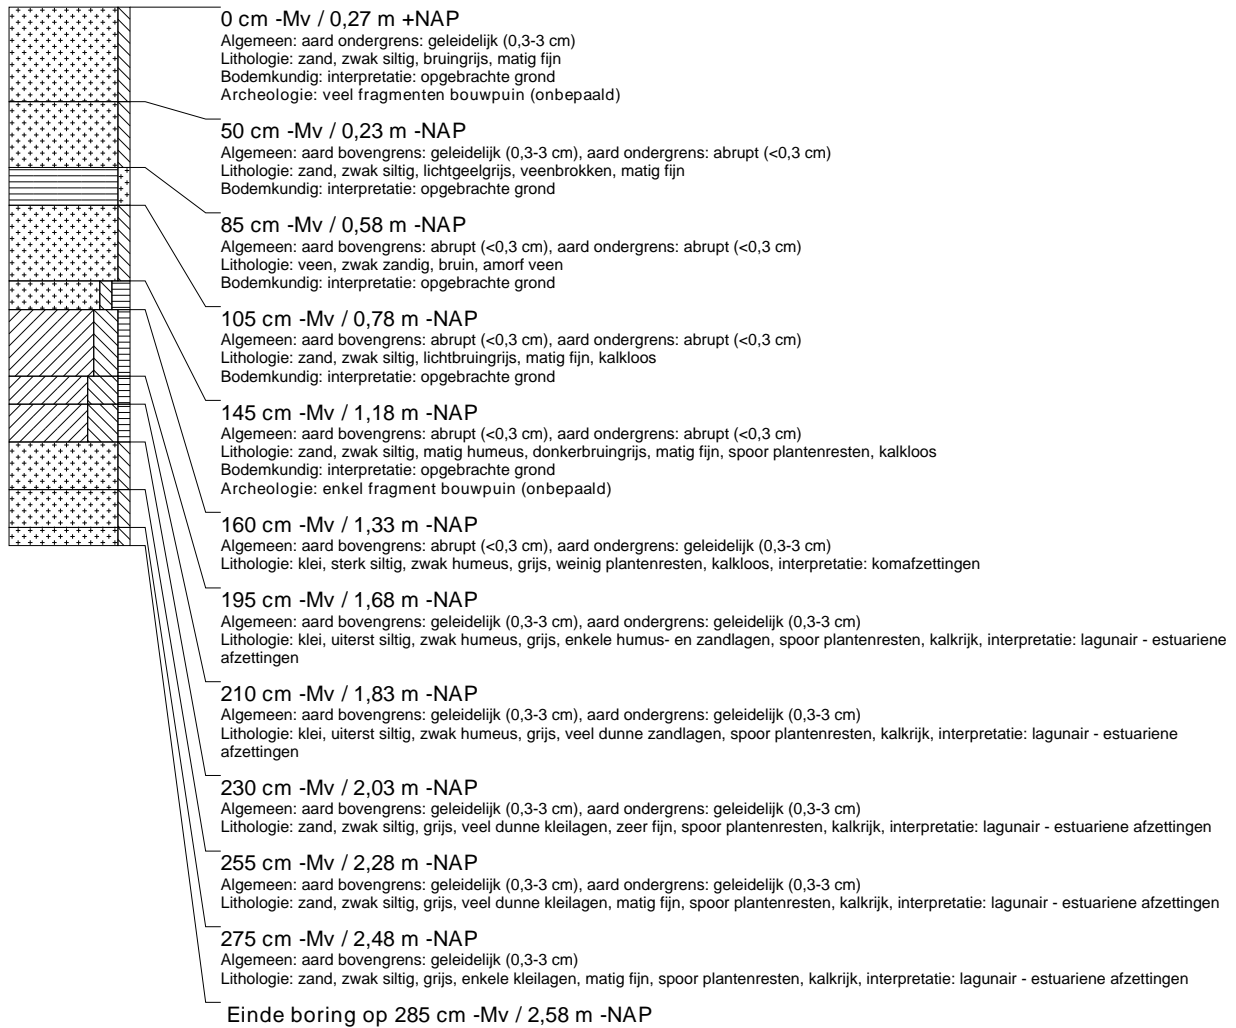 0 cm -Mv / 0,27 m +NAP
Algemeen: aard ondergrens: geleidelijk (0,3-3 cm)
Lithologie: zand, zwak siltig, bruingrijs, matig fijn
Bodemkundig: interpretatie: opgebrachte grond
Archeologie: veel fragmenten bouwpuin (onbepaald)
50 cm -Mv / 0,23 m -NAP
Algemeen: aard bovengrens: geleidelijk (0,3-3 cm), aard ondergrens: abrupt (<0,3 cm)
Lithologie: zand, zwak siltig, lichtgeelgrijs, veenbrokken, matig fijn
Bodemkundig: interpretatie: opgebrachte grond
85 cm -Mv / 0,58 m -NAP
Algemeen: aard bovengrens: abrupt (<0,3 cm), aard ondergrens: abrupt (<0,3 cm)
Lithologie: veen, zwak zandig, bruin, amorf veen
Bodemkundig: interpretatie: opgebrachte grond
105 cm -Mv / 0,78 m -NAP
Algemeen: aard bovengrens: abrupt (<0,3 cm), aard ondergrens: abrupt (<0,3 cm)
Lithologie: zand, zwak siltig, lichtbruingrijs, matig fijn, kalkloos
Bodemkundig: interpretatie: opgebrachte grond
145 cm -Mv / 1,18 m -NAP
Algemeen: aard bovengrens: abrupt (<0,3 cm), aard ondergrens: abrupt (<0,3 cm)
Lithologie: zand, zwak siltig, matig humeus, donkerbruingrijs, matig fijn, spoor plantenresten, kalkloos
Bodemkundig: interpretatie: opgebrachte grond
Archeologie: enkel fragment bouwpuin (onbepaald)
160 cm -Mv / 1,33 m -NAP
Algemeen: aard bovengrens: abrupt (<0,3 cm), aard ondergrens: geleidelijk (0,3-3 cm)
Lithologie: klei, sterk siltig, zwak humeus, grijs, weinig plantenresten, kalkloos, interpretatie: komafzettingen
195 cm -Mv / 1,68 m -NAP
Algemeen: aard bovengrens: geleidelijk (0,3-3 cm), aard ondergrens: geleidelijk (0,3-3 cm)
Lithologie: klei, uiterst siltig, zwak humeus, grijs, enkele humus- en zandlagen, spoor plantenresten, kalkrijk, interpretatie: lagunair - estuariene
afzettingen
210 cm -Mv / 1,83 m -NAP
Algemeen: aard bovengrens: geleidelijk (0,3-3 cm), aard ondergrens: geleidelijk (0,3-3 cm)
Lithologie: klei, uiterst siltig, zwak humeus, grijs, veel dunne zandlagen, spoor plantenresten, kalkrijk, interpretatie: lagunair - estuariene
afzettingen
230 cm -Mv / 2,03 m -NAP
Algemeen: aard bovengrens: geleidelijk (0,3-3 cm), aard ondergrens: geleidelijk (0,3-3 cm)
Lithologie: zand, zwak siltig, grijs, veel dunne kleilagen, zeer fijn, spoor plantenresten, kalkrijk, interpretatie: lagunair - estuariene afzettingen
255 cm -Mv / 2,28 m -NAP
Algemeen: aard bovengrens: geleidelijk (0,3-3 cm), aard ondergrens: geleidelijk (0,3-3 cm)
Lithologie: zand, zwak siltig, grijs, veel dunne kleilagen, matig fijn, spoor plantenresten, kalkrijk, interpretatie: lagunair - estuariene afzettingen
275 cm -Mv / 2,48 m -NAP
Algemeen: aard bovengrens: geleidelijk (0,3-3 cm)
Lithologie: zand, zwak siltig, grijs, enkele kleilagen, matig fijn, spoor plantenresten, kalkrijk, interpretatie: lagunair - estuariene afzettingen
Einde boring op 285 cm -Mv / 2,58 m -NAP